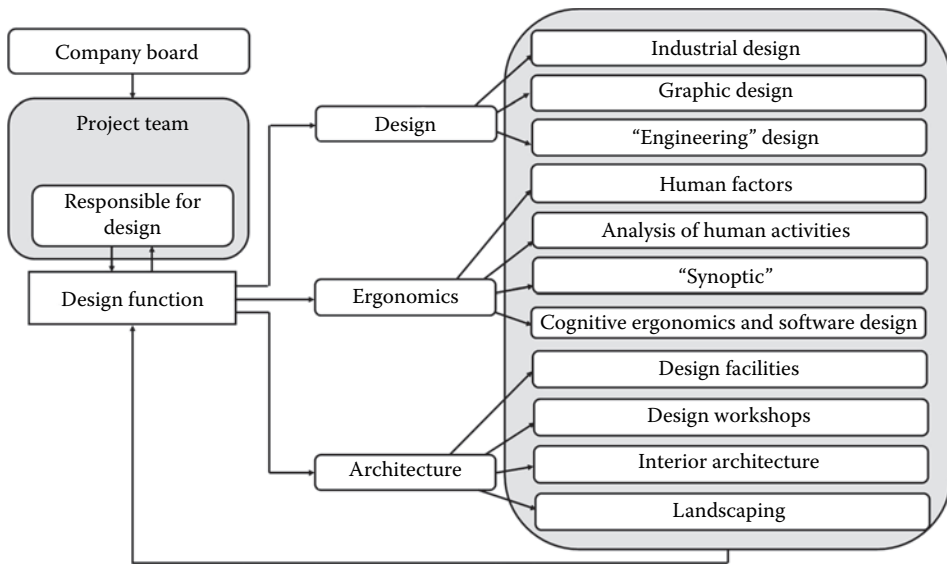 Company board
Project team
Responsible for
design
Design function
Design
Ergonomics
Architecture
Industrial design
Graphic design
“Engineering” design
Human factors
Analysis of human activities
“Synoptic”
Cognitive ergonomics and software design
Design facilities
Design workshops
Interior architecture
Landscaping